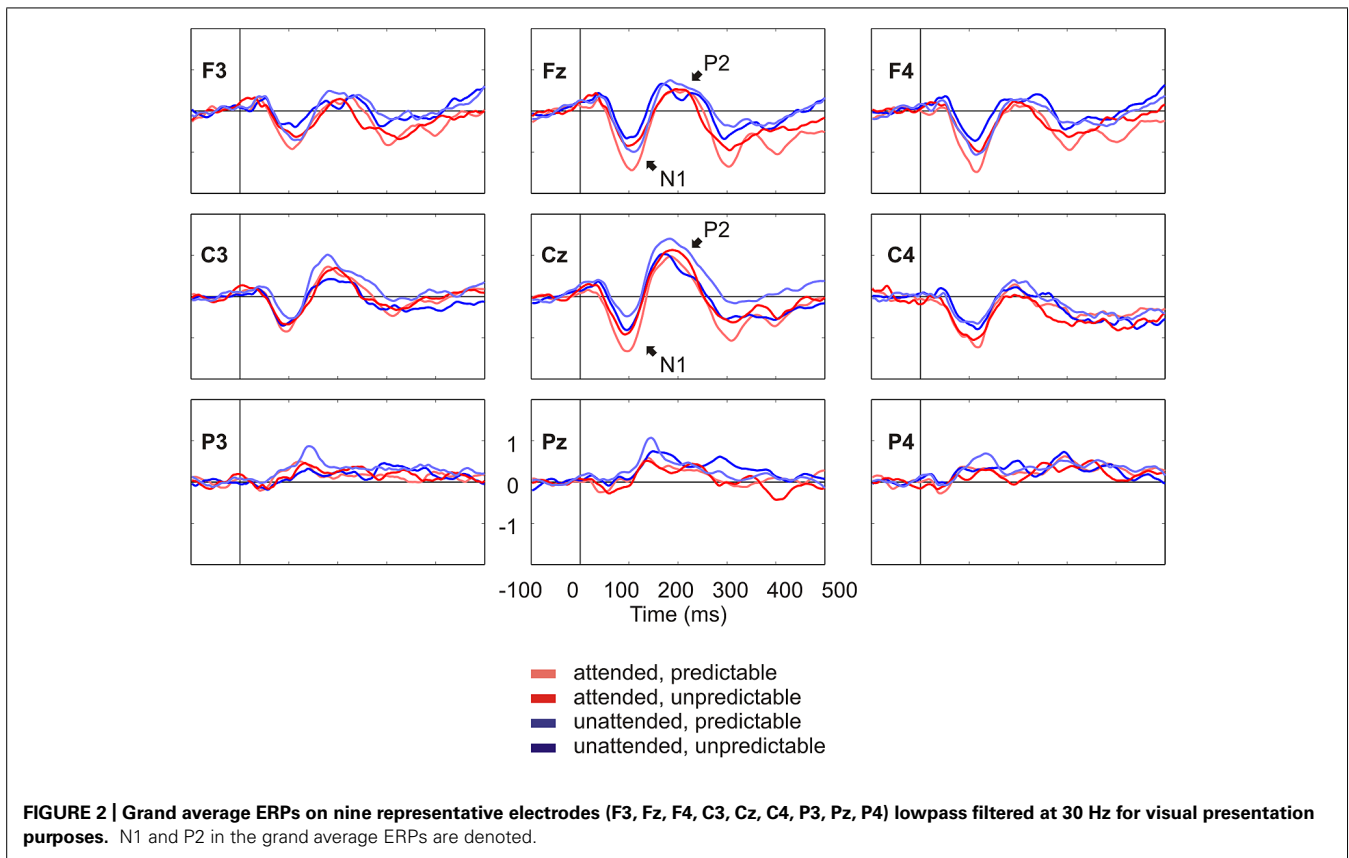 F3
Fz
P2
N1
F4
C3
Cz
P2
N1
C4
P3
1
0
-1
Pz
P4
-100 0 100 200 300 400 500
Time (ms)
attended, predictable
attended, unpredictable
unattended, predictable
unattended, unpredictable
FIGURE 2 | Grand average ERPs on nine representative electrodes (F3, Fz, F4, C3, Cz, C4, P3, Pz, P4) lowpass filtered at 30 Hz for visual presentation
purposes. N1 and P2 in the grand average ERPs are denoted.